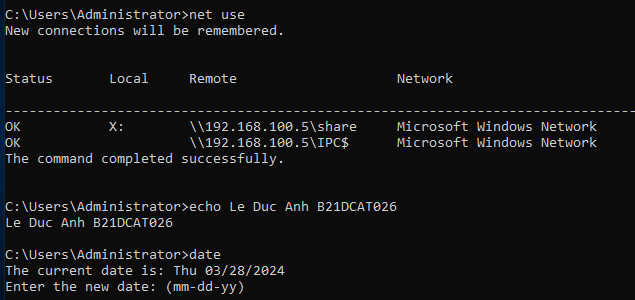 C:\Users\Administrator>net use
New connections will be remembered.
Status       Local     Remote                    Network
-------------------------------------------------------------------------------
OK           X:        \\192.168.100.5\share     Microsoft Windows Network
OK                     \\192.168.100.5\IPC$      Microsoft Windows Network
The command completed successfully.
C:\Users\Administrator>echo Le Duc Anh B21DCAT026
Le Duc Anh B21DCAT026
C:\Users\Administrator>date
The current date is: Thu 03/28/2024
Enter the new date: (mm-dd-yy)